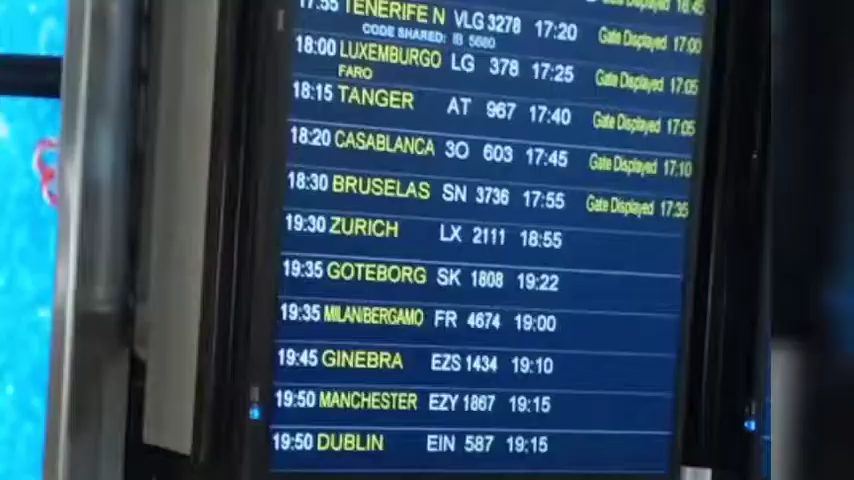 17:55 TENERIFE N VLG 3278 17:20 Gate Displayed 17:00
CODE SHARED: IB 5680
18:00 LUXEMBURGO LG 378 17:25 Gate Displayed 17:05
FARO
18:15 TANGER AT 967 17:40 Gate Displayed 17:05
18:20 CASABLANCA 3O 603 17:45 Gate Displayed 17:10
18:30 BRUSELAS SN 3736 17:55 Gate Displayed 17:35
19:30 ZURICH LX 2111 18:55
19:35 GOTEBORG SK 1808 19:22
19:35 MILAN/BERGAMO FR 4674 19:00
19:45 GINEBRA EZS 1434 19:10
19:50 MANCHESTER EZY 1867 19:15
19:50 DUBLIN EIN 587 19:15